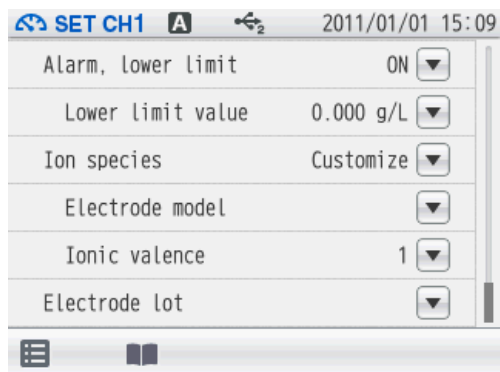 SET CH1 A 2 2011/01/01 15:09
Alarm, lower limit ON
Lower limit value 0.000 g/L
Ion species Customize
Electrode model
Ionic valence 1
Electrode lot